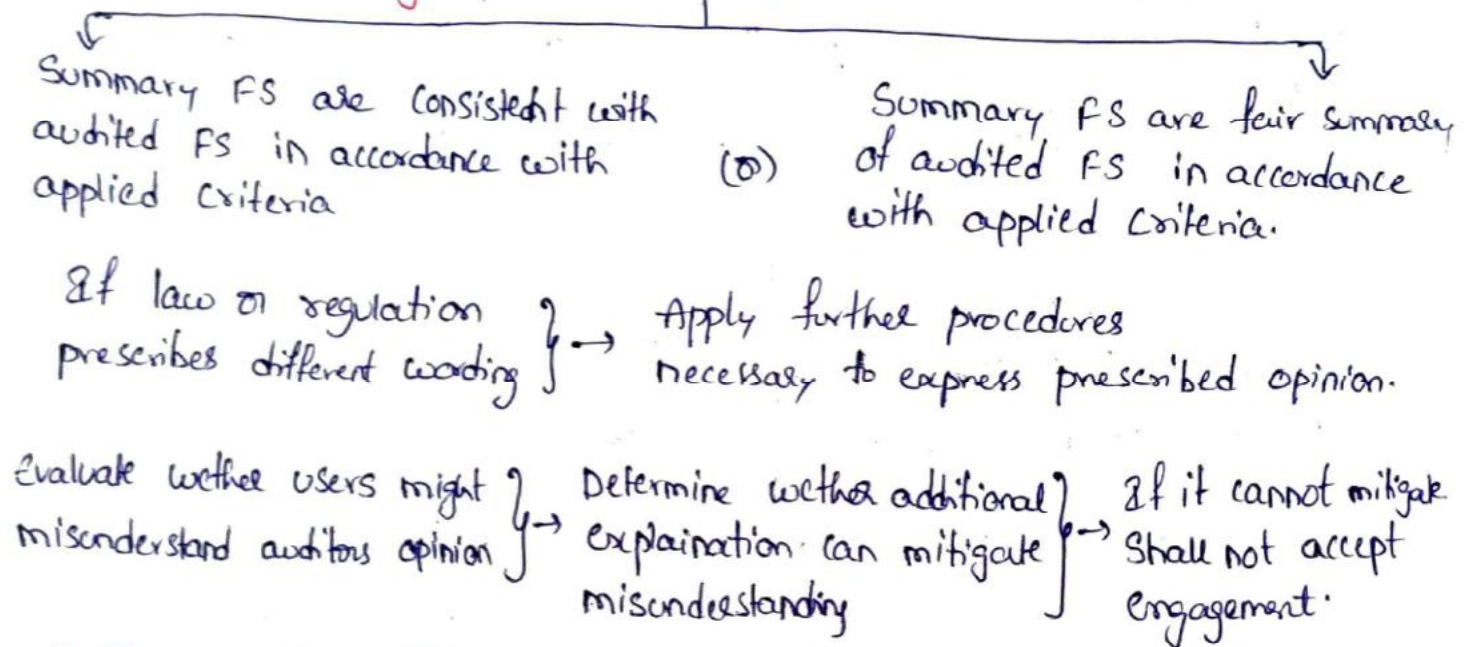 Summary FS are Consistent with
audited FS in accordance with
applied Criteria
(or)
Summary FS are fair Summary
of audited FS in accordance
with applied Criteria.
If law or regulation
prescribes different wording
→ Apply further procedures
necessary to express prescribed opinion.
Evaluate wether users might
misunderstand auditors opinion
→ Determine wether additional
explaination can mitigate
misunderstanding
→ If it cannot mitigate
Shall not accept
engagement.